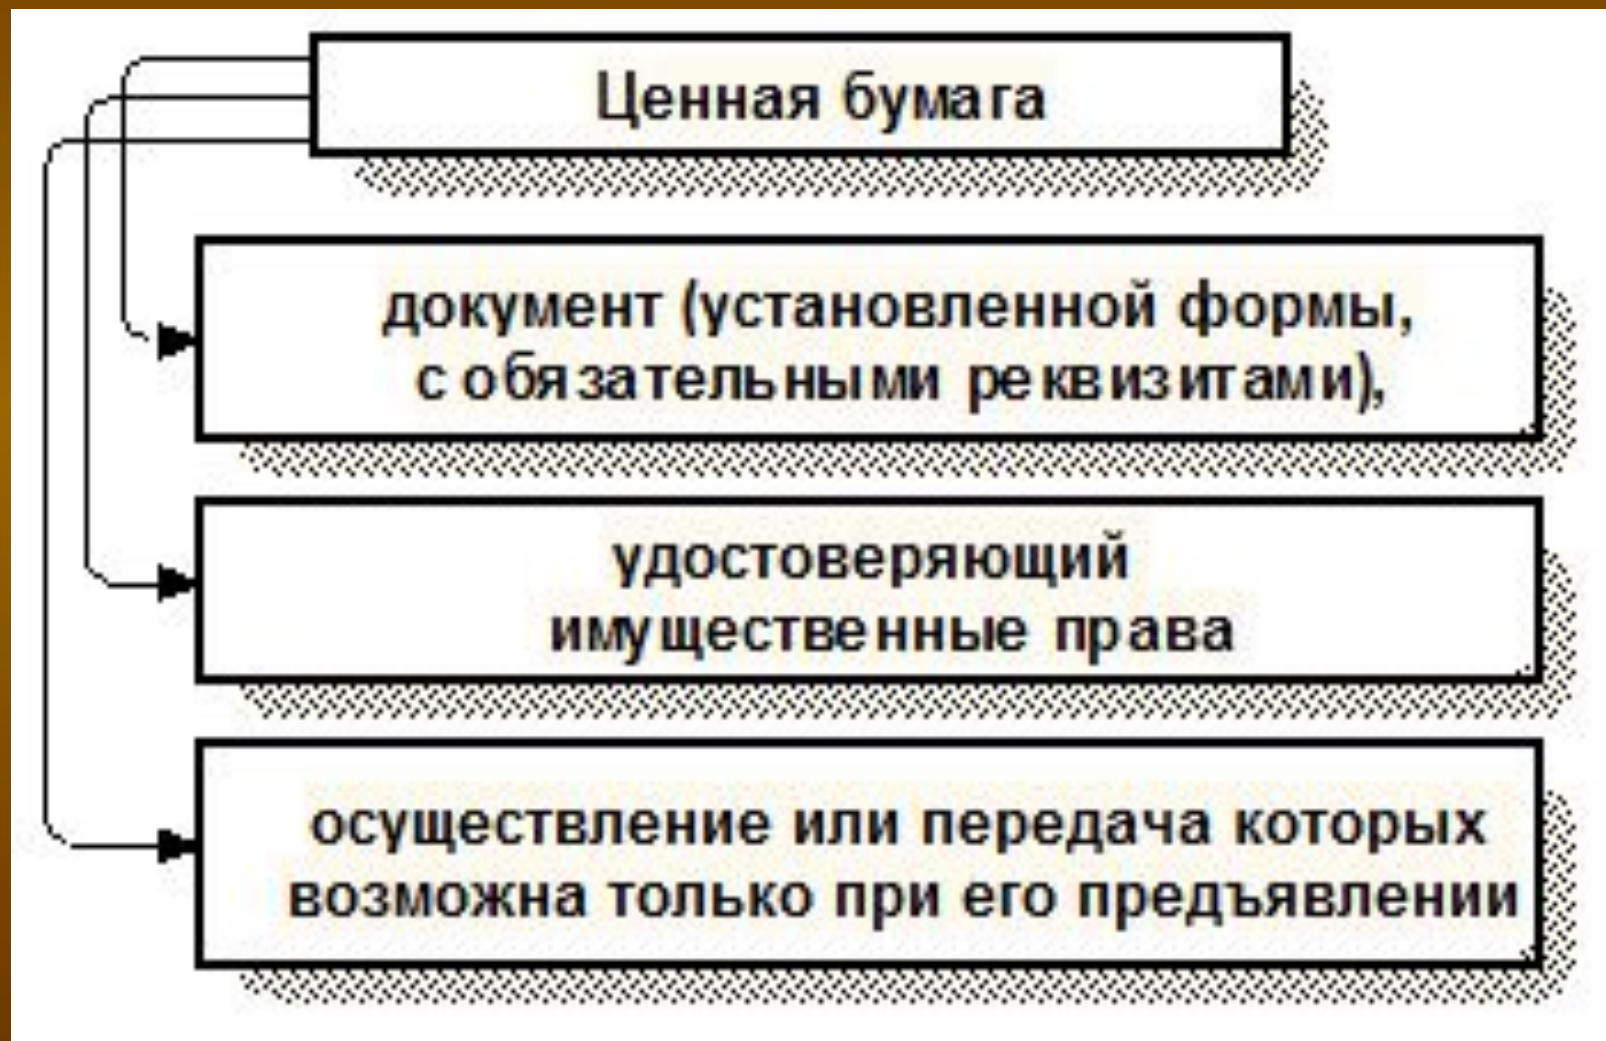 Ценная бумага
документ (установленной формы,
с обязательными реквизитами),
удостоверяющий
имущественные права
осуществление или передача которых
возможна только при его предъявлении